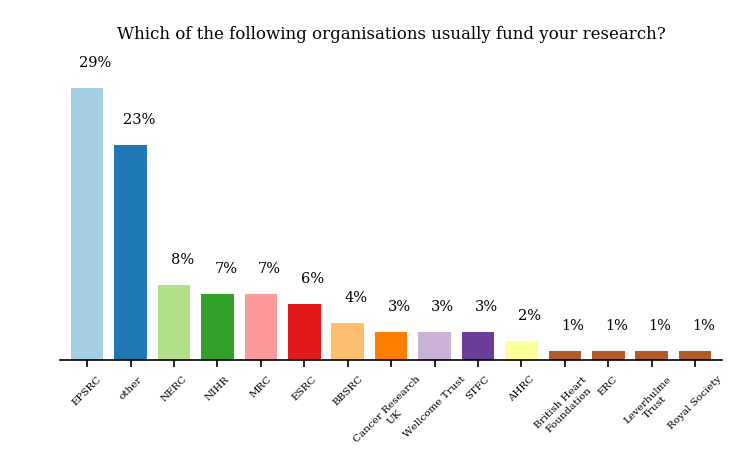 Which of the following organisations usually fund your research?
29%
23%
8%
7%
7%
6%
4%
3%
3%
3%
2%
1%
1%
1%
1%
EPSRC
other
NERC
NIHR
MRC
ESRC
BBSRC
Cancer Research
UK
Wellcome Trust
STFC
AHRC
British Heart
Foundation
ERC
Leverhulme
Trust
Royal Society